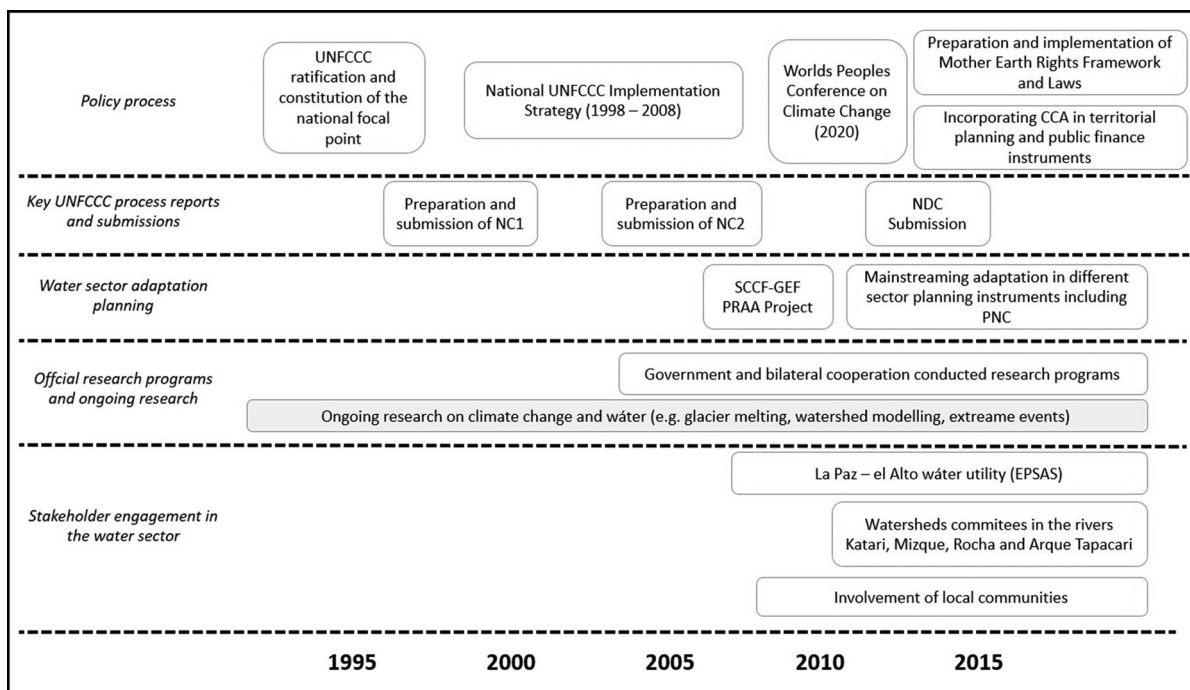 Policy process
UNFCCC
ratification and
constitution of the
national focal
point
National UNFCCC Implementation
Strategy (1998 – 2008)
Worlds Peoples
Conference on
Climate Change
(2020)
Preparation and implementation of
Mother Earth Rights Framework
and Laws
Incorporating CCA in territorial
planning and public finance
instruments
Key UNFCCC process reports
and submissions
Preparation and
submission of NC1
Preparation and
submission of NC2
NDC
Submission
Water sector adaptation
planning
SCCF-GEF
PRAA Project
Mainstreaming adaptation in different
sector planning instruments including
PNC
Offcial research programs
and ongoing research
Government and bilateral cooperation conducted research programs
Ongoing research on climate change and wáter (e.g. glacier melting, watershed modelling, extreame events)
Stakeholder engagement in
the water sector
La Paz – el Alto wáter utility (EPSAS)
Watersheds commitees in the rivers
Katari, Mizque, Rocha and Arque Tapacari
Involvement of local communities
1995 2000 2005 2010 2015